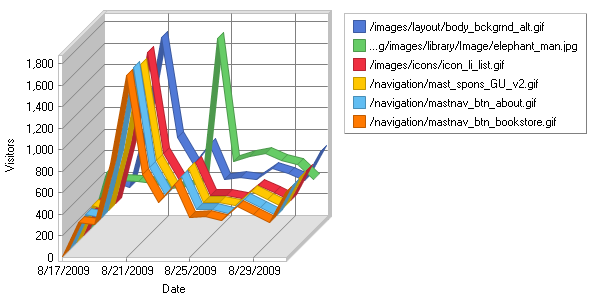 /images/layout/body_bckgrnd_alt.gif
...g/images/library/Image/elephant_man.jpg
/images/icons/icon_li_list.gif
/navigation/mast_spons_GU_v2.gif
/navigation/mastnav_btn_about.gif
/navigation/mastnav_btn_bookstore.gif
1,800
1,600
1,400
1,200
1,000
800
600
400
200
0
Visitors
8/17/2009 8/21/2009 8/25/2009 8/29/2009
Date